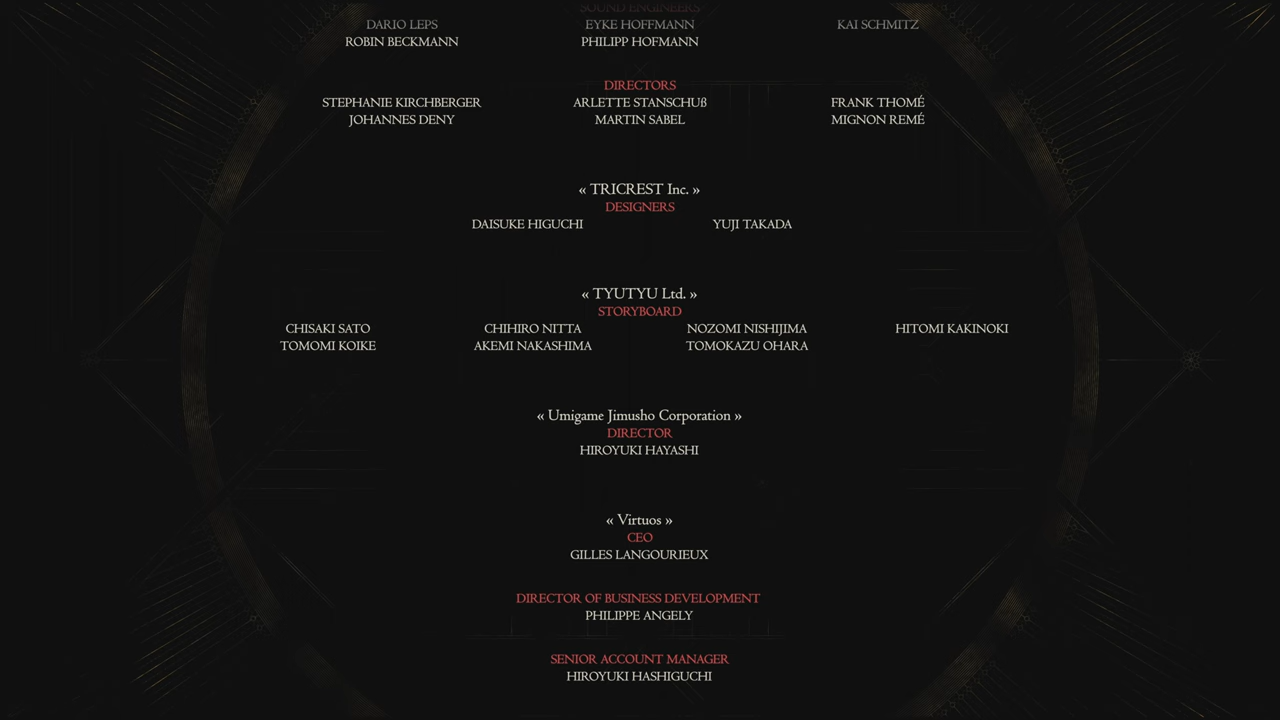 SOUND ENGINEERS
DARIO LEPS EYKE HOFFMANN KAI SCHMITZ
ROBIN BECKMANN PHILIPP HOFMANN
DIRECTORS
STEPHANIE KIRCHBERGER ARLETTE STANSCHUß FRANK THOMÉ
JOHANNES DENY MARTIN SABEL MIGNON REMÉ
« TRICREST Inc. »
DESIGNERS
DAISUKE HIGUCHI YUJI TAKADA
« TYUTYU Ltd. »
STORYBOARD
CHISAKI SATO CHIHIRO NITTA NOZOMI NISHIJIMA HITOMI KAKINOKI
TOMOMI KOIKE AKEMI NAKASHIMA TOMOKAZU OHARA
« Umigame Jimusho Corporation »
DIRECTOR
HIROYUKI HAYASHI
« Virtuos »
CEO
GILLES LANGOURIEUX
DIRECTOR OF BUSINESS DEVELOPMENT
PHILIPPE ANGELY
SENIOR ACCOUNT MANAGER
HIROYUKI HASHIGUCHI